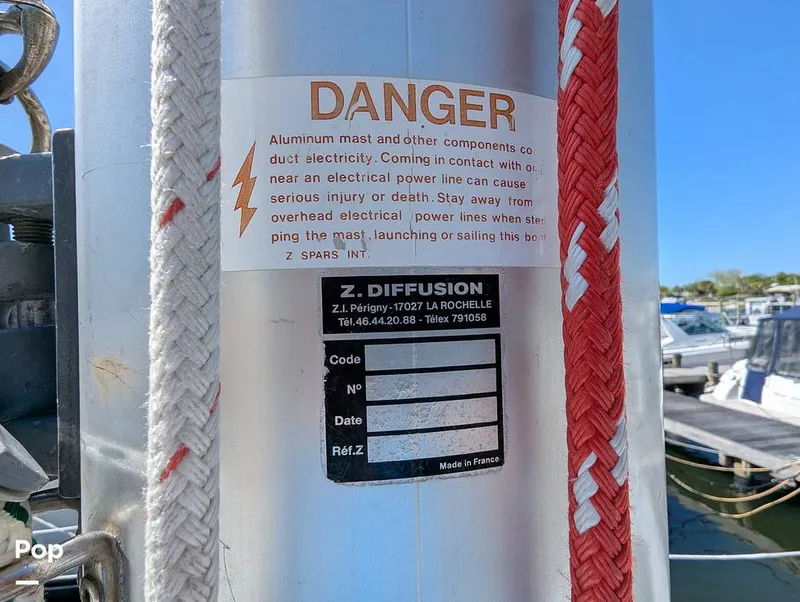 DANGER
Aluminum mast and other components co
duct electricity. Coming in contact with or
near an electrical power line can cause
serious injury or death. Stay away from
overhead electrical power lines when step
ping the mast, launching or sailing this bo
Z SPARS INT.
Z. DIFFUSION
Z.I. Périgny - 17027 LA ROCHELLE
Tél. 46.44.20.88 - Télex 791058
Code
Nº
Date
Réf.Z
Made in France
Pop